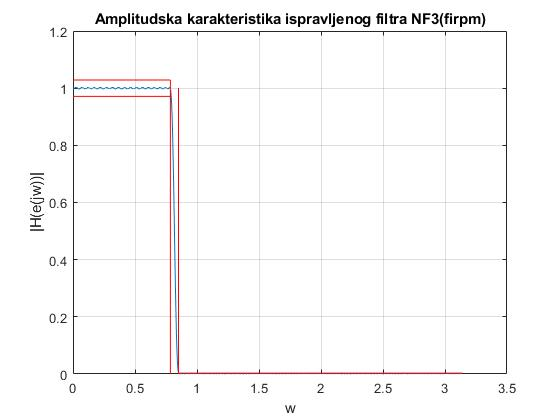 Amplitudska karakteristika ispravljenog filtra NF3(firpm)
1.2
1
0.8
0.6
0.4
0.2
0
|H(e(jw))|
0 0.5 1 1.5 2 2.5 3 3.5
w